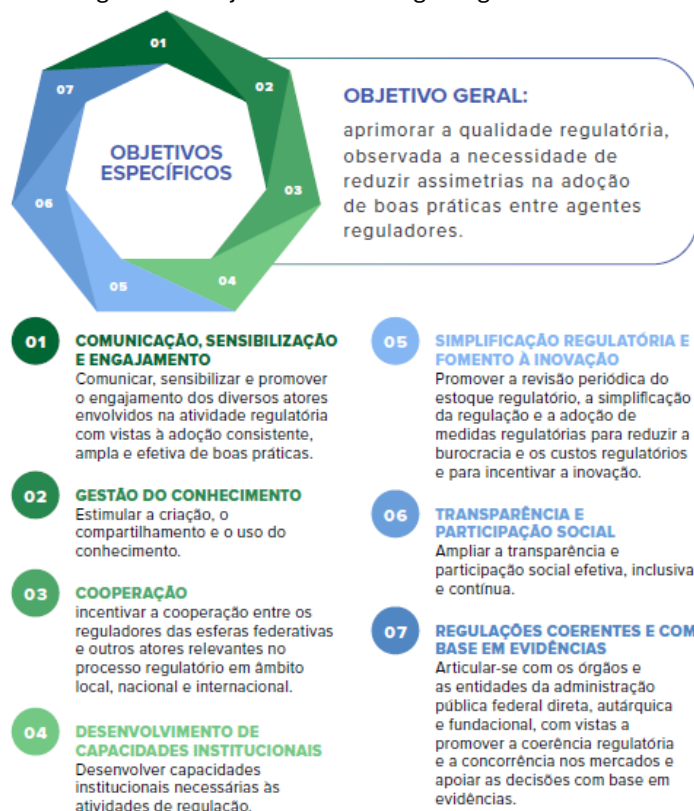 01
02
03
04
05
06
07
OBJETIVOS
ESPECÍFICOS
OBJETIVO GERAL:
aprimorar a qualidade regulatória,
observada a necessidade de
reduzir assimetrias na adoção
de boas práticas entre agentes
reguladores.
01
COMUNICAÇÃO, SENSIBILIZAÇÃO
E ENGAJAMENTO
Comunicar, sensibilizar e promover
o engajamento dos diversos atores
envolvidos na atividade regulatória
com vistas à adoção consistente,
ampla e efetiva de boas práticas.
02
GESTÃO DO CONHECIMENTO
Estimular a criação, o
compartilhamento e o uso do
conhecimento.
03
COOPERAÇÃO
incentivar a cooperação entre os
reguladores das esferas federativas
e outros atores relevantes no
processo regulatório em âmbito
local, nacional e internacional.
04
DESENVOLVIMENTO DE
CAPACIDADES INSTITUCIONAIS
Desenvolver capacidades
institucionais necessárias às
atividades de regulação.
05
SIMPLIFICAÇÃO REGULATÓRIA E
FOMENTO À INOVAÇÃO
Promover a revisão periódica do
estoque regulatório, a simplificação
da regulação e a adoção de
medidas regulatórias para reduzir a
burocracia e os custos regulatórios
e para incentivar a inovação.
06
TRANSPARÊNCIA E
PARTICIPAÇÃO SOCIAL
Ampliar a transparência e
participação social efetiva, inclusiva
e contínua.
07
REGULAÇÕES COERENTES E COM
BASE EM EVIDÊNCIAS
Articular-se com os órgãos e
as entidades da administração
pública federal direta, autárquica
e fundacional, com vistas a
promover a coerência regulatória
e a concorrência nos mercados e
apoiar as decisões com base em
evidências.